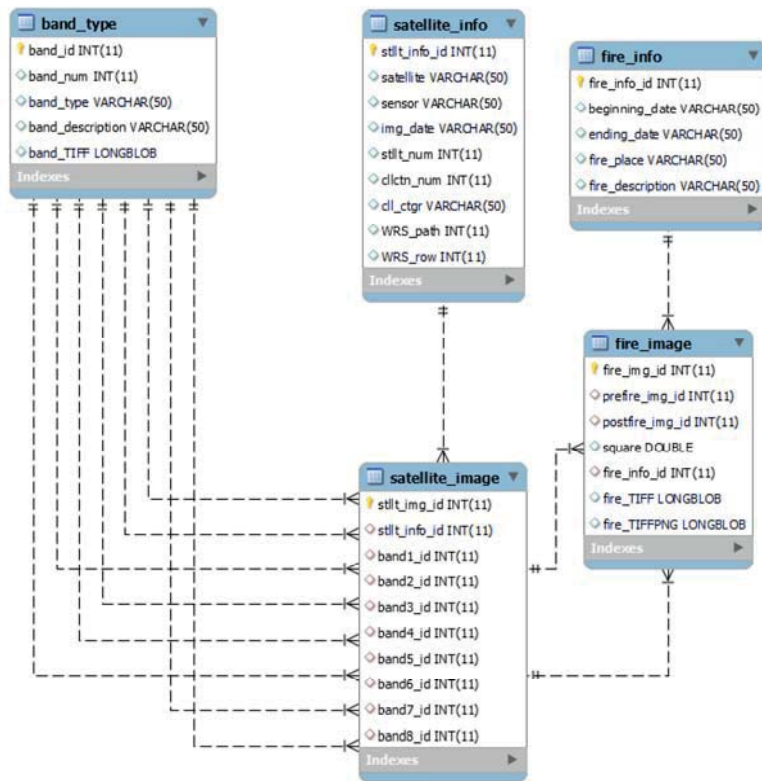 band_type
band_id INT(11)
band_num INT(11)
band_type VARCHAR(50)
band_description VARCHAR(50)
band_TIFF LONGBLOB
Indexes
satellite_info
stllt_info_id INT(11)
satellite VARCHAR(50)
sensor VARCHAR(50)
img_date VARCHAR(50)
stllt_num INT(11)
cllctn_num INT(11)
cll_ctgr VARCHAR(50)
WRS_path INT(11)
WRS_row INT(11)
Indexes
fire_info
fire_info_id INT(11)
beginning_date VARCHAR(50)
ending_date VARCHAR(50)
fire_place VARCHAR(50)
fire_description VARCHAR(50)
Indexes
fire_image
fire_img_id INT(11)
prefire_img_id INT(11)
postfire_img_id INT(11)
square DOUBLE
fire_info_id INT(11)
fire_TIFF LONGBLOB
fire_TIFFPNG LONGBLOB
Indexes
satellite_image
stllt_img_id INT(11)
stllt_info_id INT(11)
band1_id INT(11)
band2_id INT(11)
band3_id INT(11)
band4_id INT(11)
band5_id INT(11)
band6_id INT(11)
band7_id INT(11)
band8_id INT(11)
Indexes